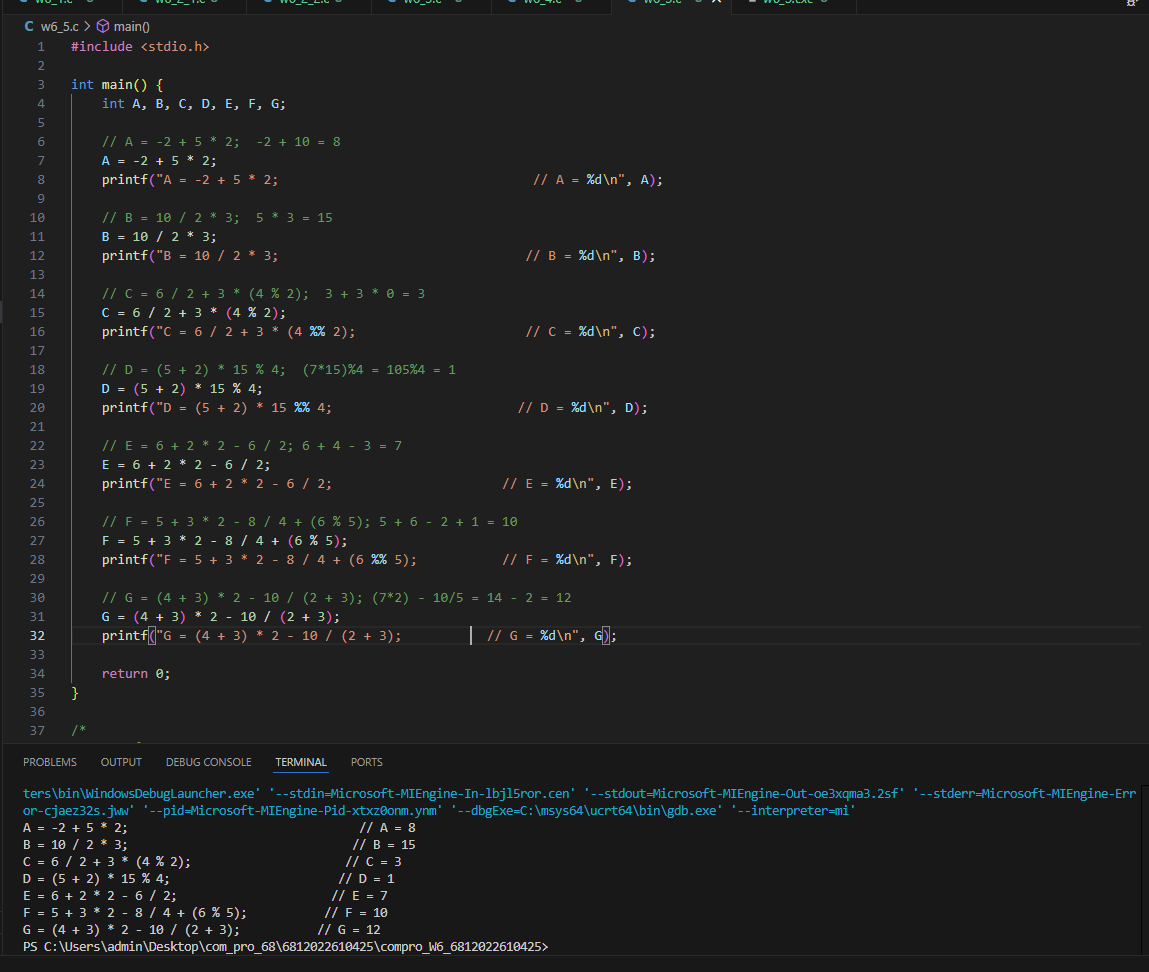 C w6_5.c > main()
1 #include <stdio.h>
2
3 int main() {
4     int A, B, C, D, E, F, G;
5
6     // A = -2 + 5 * 2;  -2 + 10 = 8
7     A = -2 + 5 * 2;
8     printf("A = -2 + 5 * 2;                                 // A = %d\n", A);
9
10     // B = 10 / 2 * 3;  5 * 3 = 15
11     B = 10 / 2 * 3;
12     printf("B = 10 / 2 * 3;                                // B = %d\n", B);
13
14     // C = 6 / 2 + 3 * (4 % 2);  3 + 3 * 0 = 3
15     C = 6 / 2 + 3 * (4 % 2);
16     printf("C = 6 / 2 + 3 * (4 %% 2);                      // C = %d\n", C);
17
18     // D = (5 + 2) * 15 % 4;  (7*15)%4 = 105%4 = 1
19     D = (5 + 2) * 15 % 4;
20     printf("D = (5 + 2) * 15 %% 4;                        // D = %d\n", D);
21
22     // E = 6 + 2 * 2 - 6 / 2; 6 + 4 - 3 = 7
23     E = 6 + 2 * 2 - 6 / 2;
24     printf("E = 6 + 2 * 2 - 6 / 2;                      // E = %d\n", E);
25
26     // F = 5 + 3 * 2 - 8 / 4 + (6 % 5); 5 + 6 - 2 + 1 = 10
27     F = 5 + 3 * 2 - 8 / 4 + (6 % 5);
28     printf("F = 5 + 3 * 2 - 8 / 4 + (6 %% 5);           // F = %d\n", F);
29
30     // G = (4 + 3) * 2 - 10 / (2 + 3); (7*2) - 10/5 = 14 - 2 = 12
31     G = (4 + 3) * 2 - 10 / (2 + 3);
32     printf("G = (4 + 3) * 2 - 10 / (2 + 3);           // G = %d\n", G);
33
34     return 0;
35 }
36
37 /*
PROBLEMS OUTPUT DEBUG CONSOLE TERMINAL PORTS
ters\bin\WindowsDebugLauncher.exe' '--stdin=Microsoft-MIEngine-In-lbjl5ror.cen' '--stdout=Microsoft-MIEngine-Out-oe3xqma3.2sf' '--stderr=Microsoft-MIEngine-Err
or-cjaez32s.jww' '--pid=Microsoft-MIEngine-Pid-xtxz0onm.ynm' '--dbgExe=C:\msys64\ucrt64\bin\gdb.exe' '--interpreter=mi'
A = -2 + 5 * 2;                                 // A = 8
B = 10 / 2 * 3;                                // B = 15
C = 6 / 2 + 3 * (4 % 2);                      // C = 3
D = (5 + 2) * 15 % 4;                        // D = 1
E = 6 + 2 * 2 - 6 / 2;                      // E = 7
F = 5 + 3 * 2 - 8 / 4 + (6 % 5);           // F = 10
G = (4 + 3) * 2 - 10 / (2 + 3);           // G = 12
PS C:\Users\admin\Desktop\com_pro_68\6812022610425\compro_W6_6812022610425>